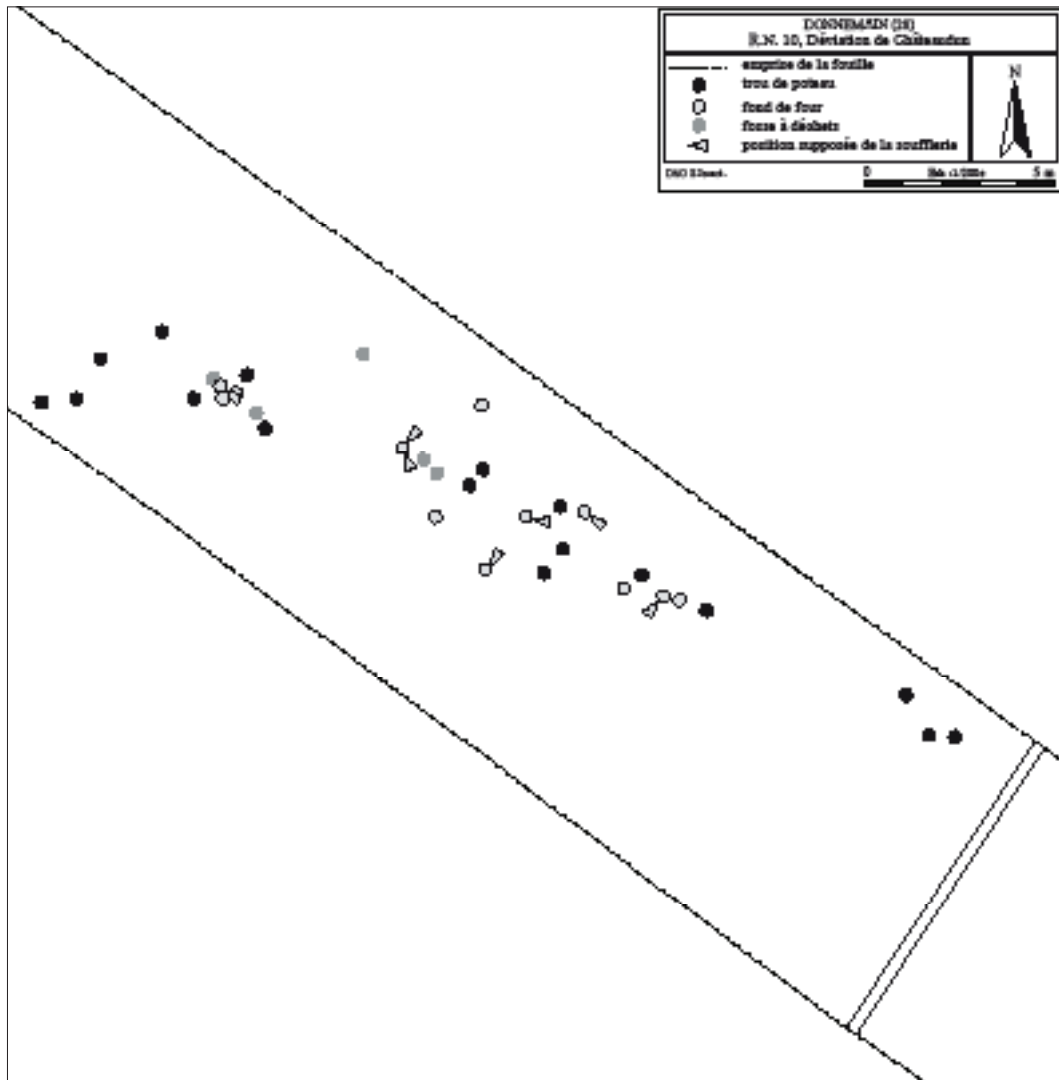 DONNEMAIN (28)
R.N. 10, Déviation de Châteaudun
emprise de la fouille
trou de poteau
fond de four
fosse à déchets
position supposée de la soufflerie
N
DAO
0 5 m